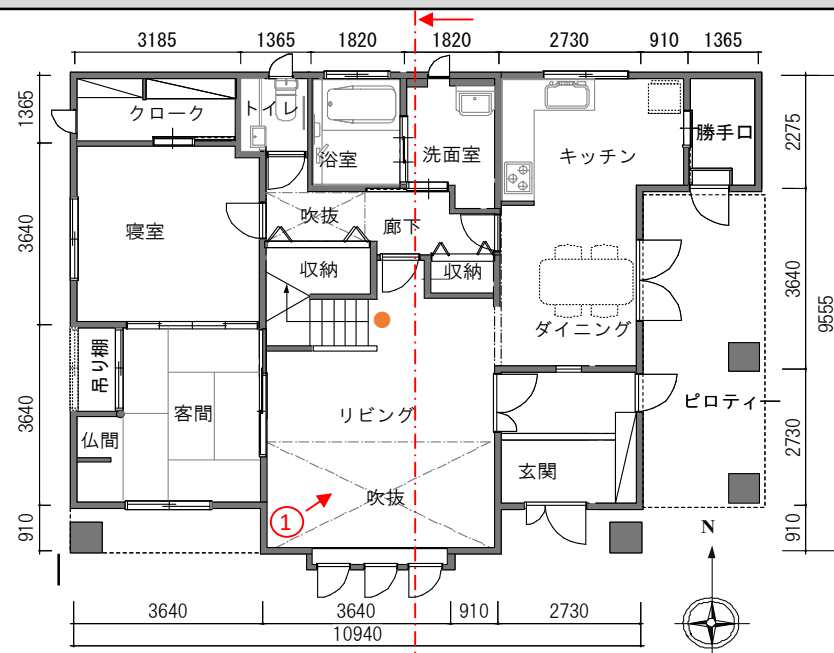 3185
1365
1820
1820
2730
910
1365
1365
3640
3640
910
クローク
トイレ
浴室
洗面室
キッチン
勝手口
寝室
吹抜
廊下
収納
収納
ダイニング
吊り棚
客間
仏間
リビング
ピロティ
玄関
吹抜
1
2275
3640
2730
910
9555
N
3640
3640
910
2730
10940